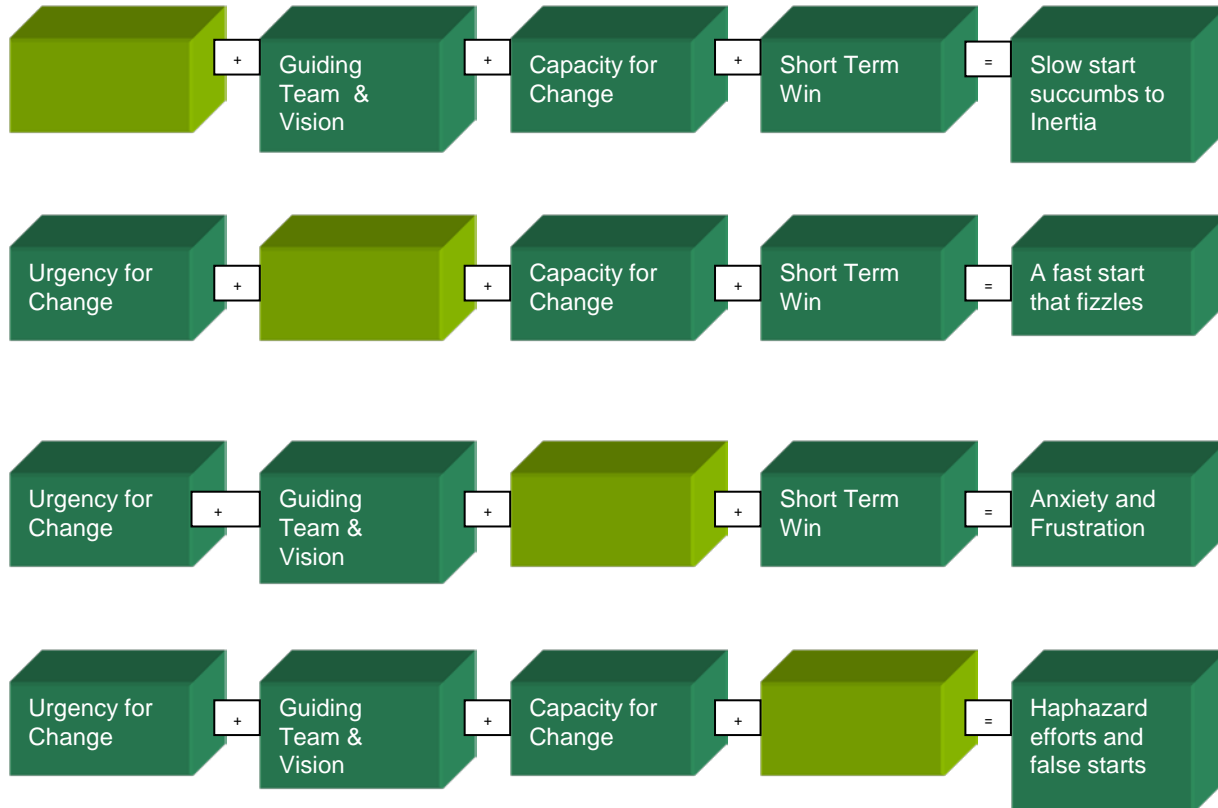 +
Guiding
Team &
Vision
+
Capacity for
Change
+
Short Term
Win
=
Slow start
succumbs to
Inertia
Urgency for
Change
+
+
Capacity for
Change
+
Short Term
Win
=
A fast start
that fizzles
Urgency for
Change
+
Guiding
Team &
Vision
+
+
Short Term
Win
=
Anxiety and
Frustration
Urgency for
Change
+
Guiding
Team &
Vision
+
Capacity for
Change
+
=
Haphazard
efforts and
false starts